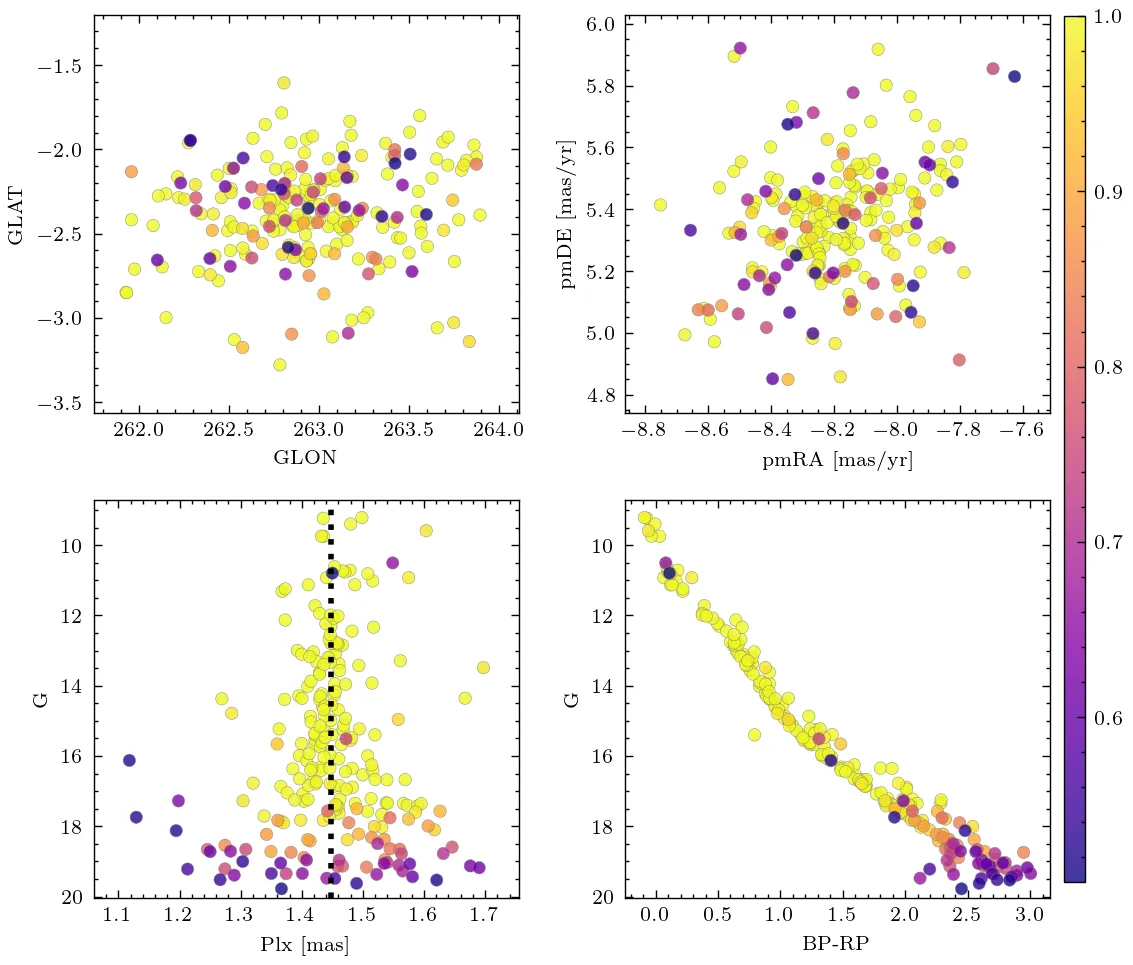 −1.5
−2.0
−2.5
−3.0
−3.5
GLAT
262.0 262.5 263.0 263.5 264.0
GLON
6.0
5.8
5.6
5.4
5.2
5.0
4.8
pmDE [mas/yr]
−8.8 −8.6 −8.4 −8.2 −8.0 −7.8 −7.6
pmRA [mas/yr]
1.0
0.9
0.8
0.7
0.6
10
12
14
16
18
20
G
1.1 1.2 1.3 1.4 1.5 1.6 1.7
Plx [mas]
10
12
14
16
18
20
G
0.0 0.5 1.0 1.5 2.0 2.5 3.0
BP-RP